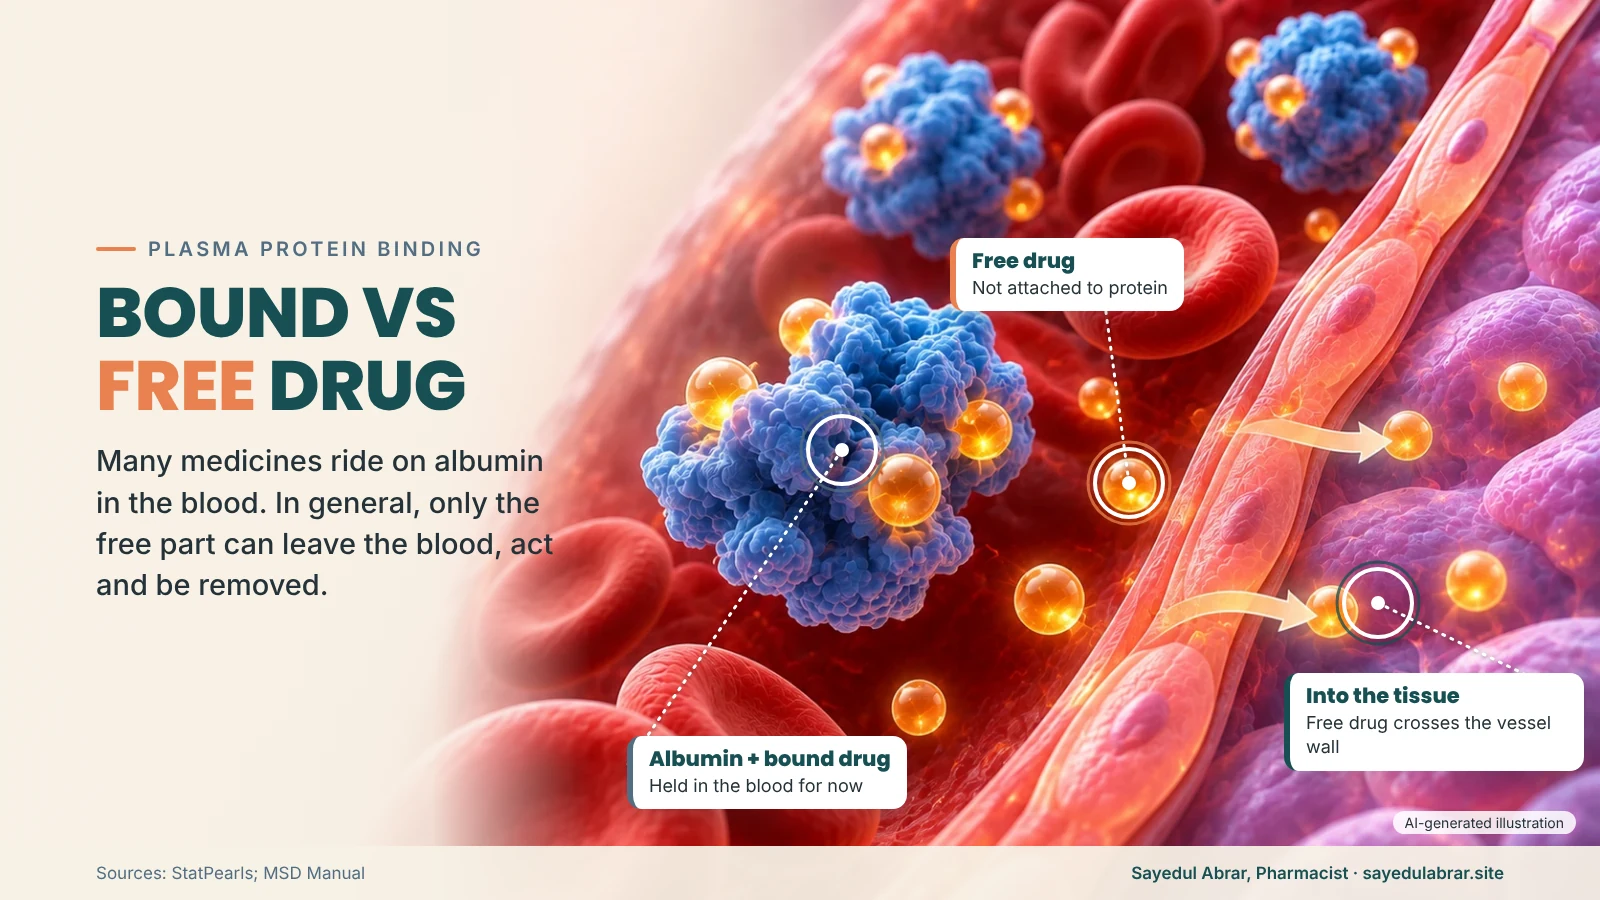 PLASMA PROTEIN BINDING
BOUND VS
FREE DRUG
Many medicines ride on albumin
in the blood. In general, only the
free part can leave the blood, act
and be removed.
Free drug
Not attached to protein
Into the tissue
Free drug crosses the vessel
wall
Albumin + bound drug
Held in the blood for now
AI-generated illustration
Sources: StatPearls; MSD Manual
Sayedul Abrar, Pharmacist · sayedulabrar.site